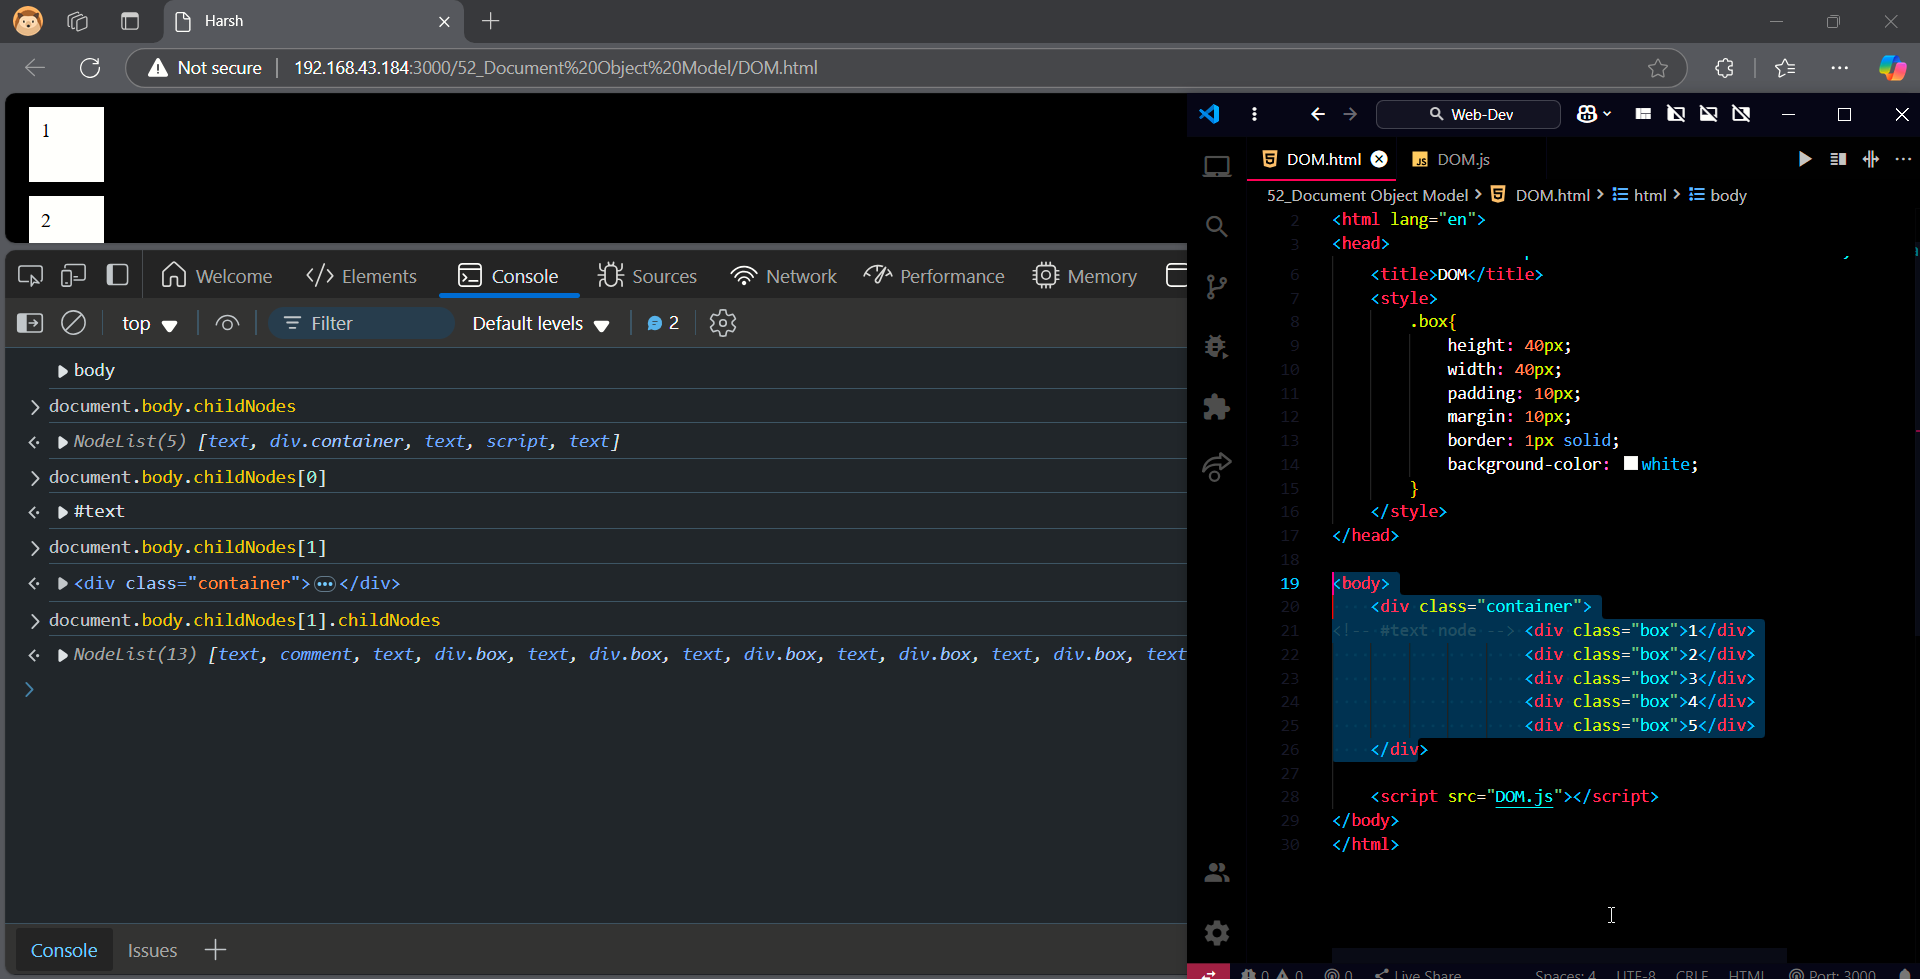 Harsh
Not secure
192.168.43.184:3000/52_Document%20Object%20Model/DOM.html
1
2
Welcome
Elements
Console
Sources
Network
Performance
Memory
top
Filter
Default levels
2
body
document.body.childNodes
NodeList(5) [text, div.container, text, script, text]
document.body.childNodes[0]
#text
document.body.childNodes[1]
<div class="container">…</div>
document.body.childNodes[1].childNodes
NodeList(13) [text, comment, text, div.box, text, div.box, text, div.box, text, div.box, text, div.box, text
Console
Issues
Web-Dev
DOM.html
JS DOM.js
52_Document Object Model > DOM.html > html > body
2 <html lang="en">
3 <head>
6 <title>DOM</title>
7 <style>
8 .box{
9 height: 40px;
10 width: 40px;
11 padding: 10px;
12 margin: 10px;
13 border: 1px solid;
14 background-color: white;
15 }
16 </style>
17 </head>
18
19 <body>
20 <div class="container">
21 <!-- #text node --> <div class="box">1</div>
22 <div class="box">2</div>
23 <div class="box">3</div>
24 <div class="box">4</div>
25 <div class="box">5</div>
26 </div>
27
28 <script src="DOM.js"></script>
29 </body>
30 </html>
0 0 0 Live Share Spaces: 4 UTF-8 CRLF HTML Port: 3000